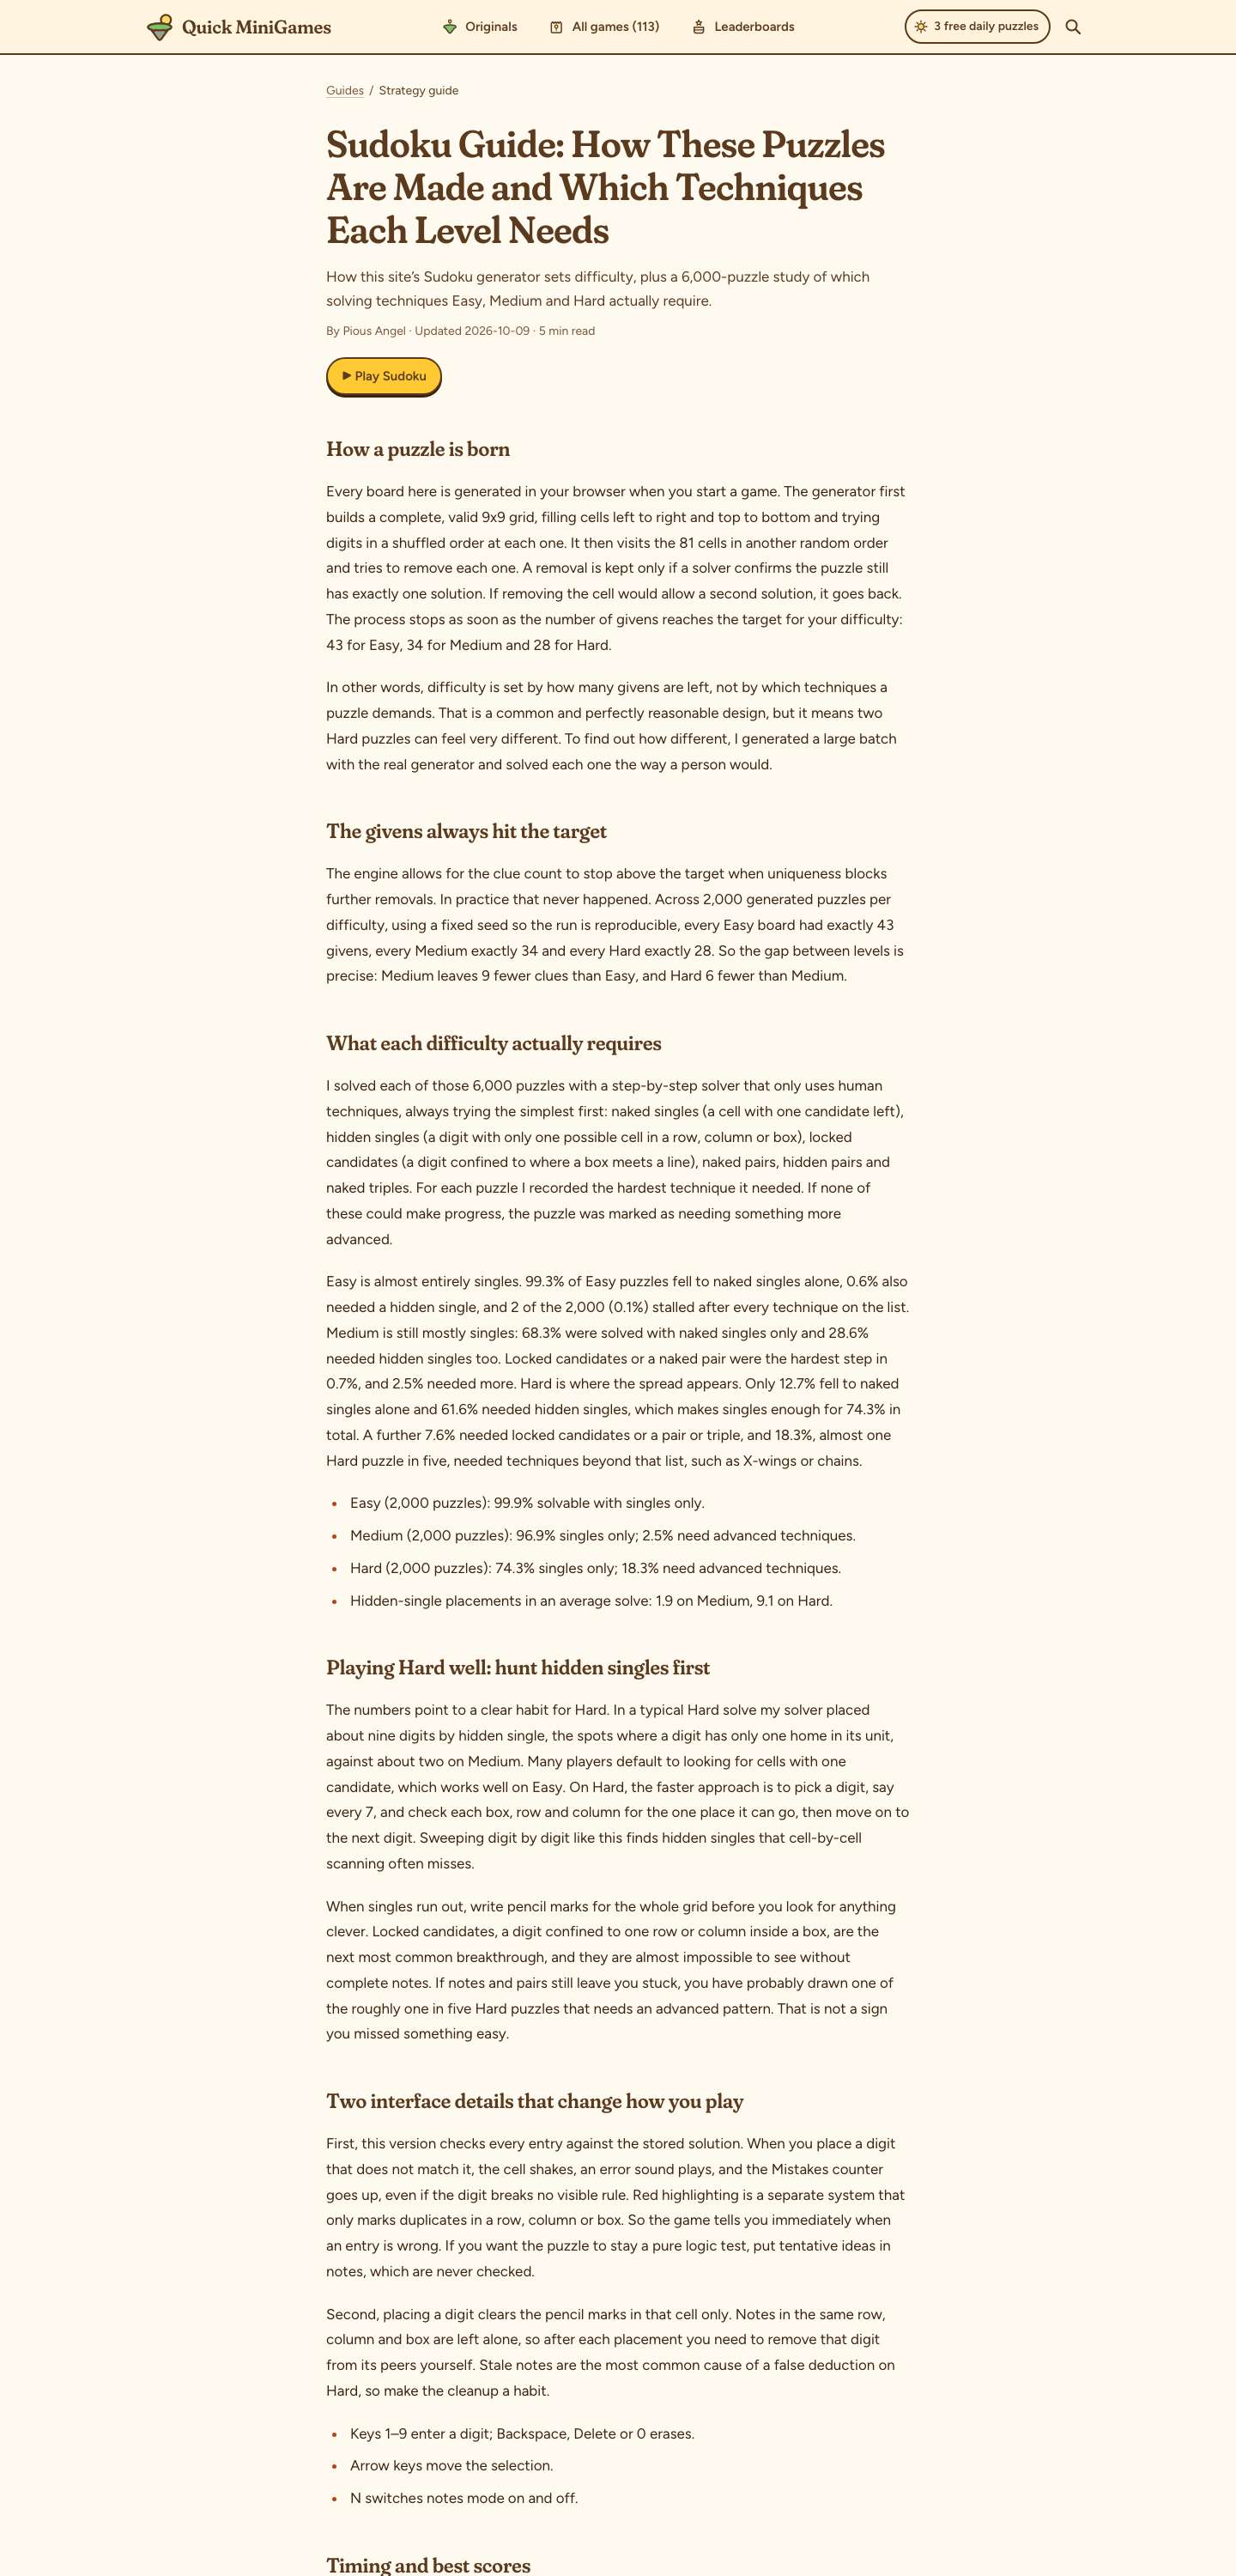 Quick MiniGames
Originals
All games (113)
Leaderboards
3 free daily puzzles
Guides / Strategy guide
Sudoku Guide: How These Puzzles
Are Made and Which Techniques
Each Level Needs
How this site’s Sudoku generator sets difficulty, plus a 6,000-puzzle study of which
solving techniques Easy, Medium and Hard actually require.
By Pious Angel · Updated 2026-10-09 · 5 min read
Play Sudoku
How a puzzle is born
Every board here is generated in your browser when you start a game. The generator first
builds a complete, valid 9x9 grid, filling cells left to right and top to bottom and trying
digits in a shuffled order at each one. It then visits the 81 cells in another random order
and tries to remove each one. A removal is kept only if a solver confirms the puzzle still
has exactly one solution. If removing the cell would allow a second solution, it goes back.
The process stops as soon as the number of givens reaches the target for your difficulty:
43 for Easy, 34 for Medium and 28 for Hard.
In other words, difficulty is set by how many givens are left, not by which techniques a
puzzle demands. That is a common and perfectly reasonable design, but it means two
Hard puzzles can feel very different. To find out how different, I generated a large batch
with the real generator and solved each one the way a person would.
The givens always hit the target
The engine allows for the clue count to stop above the target when uniqueness blocks
further removals. In practice that never happened. Across 2,000 generated puzzles per
difficulty, using a fixed seed so the run is reproducible, every Easy board had exactly 43
givens, every Medium exactly 34 and every Hard exactly 28. So the gap between levels is
precise: Medium leaves 9 fewer clues than Easy, and Hard 6 fewer than Medium.
What each difficulty actually requires
I solved each of those 6,000 puzzles with a step-by-step solver that only uses human
techniques, always trying the simplest first: naked singles (a cell with one candidate left),
hidden singles (a digit with only one possible cell in a row, column or box), locked
candidates (a digit confined to where a box meets a line), naked pairs, hidden pairs and
naked triples. For each puzzle I recorded the hardest technique it needed. If none of
these could make progress, the puzzle was marked as needing something more
advanced.
Easy is almost entirely singles. 99.3% of Easy puzzles fell to naked singles alone, 0.6% also
needed a hidden single, and 2 of the 2,000 (0.1%) stalled after every technique on the list.
Medium is still mostly singles: 68.3% were solved with naked singles only and 28.6%
needed hidden singles too. Locked candidates or a naked pair were the hardest step in
0.7%, and 2.5% needed more. Hard is where the spread appears. Only 12.7% fell to naked
singles alone and 61.6% needed hidden singles, which makes singles enough for 74.3% in
total. A further 7.6% needed locked candidates or a pair or triple, and 18.3%, almost one
Hard puzzle in five, needed techniques beyond that list, such as X-wings or chains.
• Easy (2,000 puzzles): 99.9% solvable with singles only.
• Medium (2,000 puzzles): 96.9% singles only; 2.5% need advanced techniques.
• Hard (2,000 puzzles): 74.3% singles only; 18.3% need advanced techniques.
• Hidden-single placements in an average solve: 1.9 on Medium, 9.1 on Hard.
Playing Hard well: hunt hidden singles first
The numbers point to a clear habit for Hard. In a typical Hard solve my solver placed
about nine digits by hidden single, the spots where a digit has only one home in its unit,
against about two on Medium. Many players default to looking for cells with one
candidate, which works well on Easy. On Hard, the faster approach is to pick a digit, say
every 7, and check each box, row and column for the one place it can go, then move on to
the next digit. Sweeping digit by digit like this finds hidden singles that cell-by-cell
scanning often misses.
When singles run out, write pencil marks for the whole grid before you look for anything
clever. Locked candidates, a digit confined to one row or column inside a box, are the
next most common breakthrough, and they are almost impossible to see without
complete notes. If notes and pairs still leave you stuck, you have probably drawn one of
the roughly one in five Hard puzzles that needs an advanced pattern. That is not a sign
you missed something easy.
Two interface details that change how you play
First, this version checks every entry against the stored solution. When you place a digit
that does not match it, the cell shakes, an error sound plays, and the Mistakes counter
goes up, even if the digit breaks no visible rule. Red highlighting is a separate system that
only marks duplicates in a row, column or box. So the game tells you immediately when
an entry is wrong. If you want the puzzle to stay a pure logic test, put tentative ideas in
notes, which are never checked.
Second, placing a digit clears the pencil marks in that cell only. Notes in the same row,
column and box are left alone, so after each placement you need to remove that digit
from its peers yourself. Stale notes are the most common cause of a false deduction on
Hard, so make the cleanup a habit.
• Keys 1–9 enter a digit; Backspace, Delete or 0 erases.
• Arrow keys move the selection.
• N switches notes mode on and off.
Timing and best scores